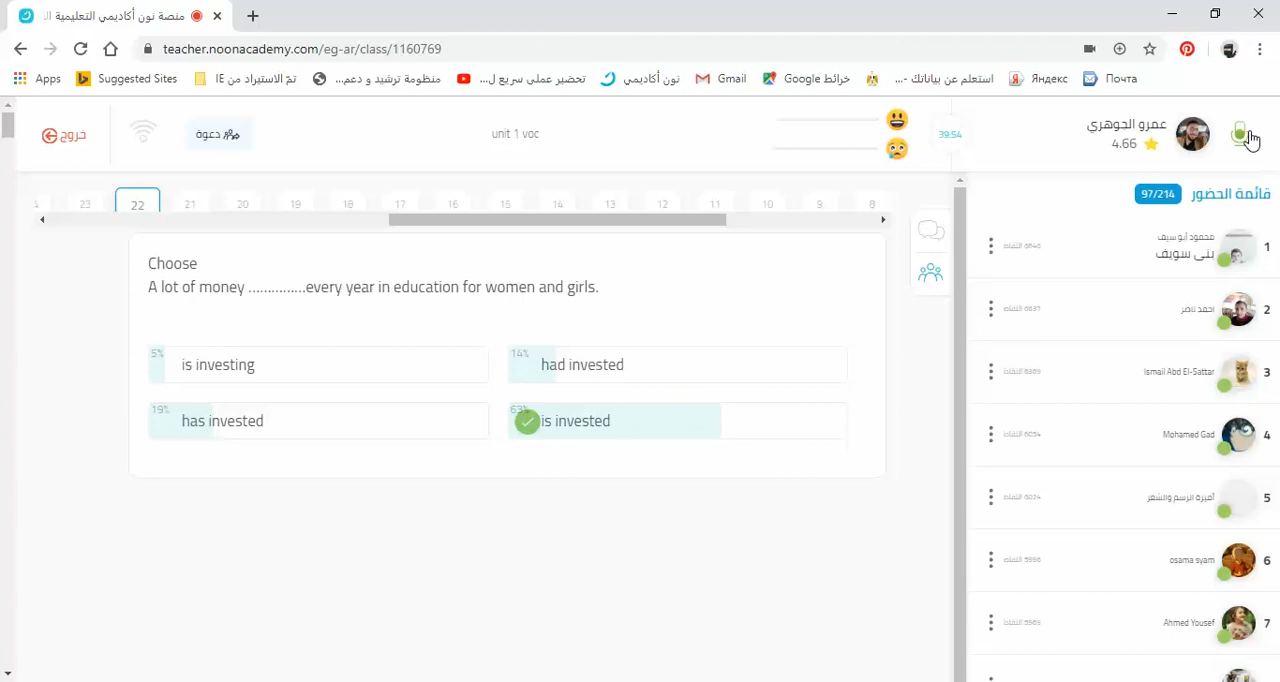 منصة نون أكاديمي التعليمية
teacher.noonacademy.com/eg-ar/class/1160769
Apps
Suggested Sites
تمّ الاستيراد من IE
منظومة ترشيد و دعم...
تحضير عملى سريع ل...
نون أكاديمي
Gmail
خرائط Google
استعلم عن بياناتك -...
Яндекс
Почта
خروج
دعوة
unit 1 voc
39:54
عمرو الجوهري
4.66
23 22 21 20 19 18 17 16 15 14 13 12 11 10 9 8
قائمة الحضور 97/214
Choose
A lot of money ……………every year in education for women and girls.
5% is investing
14% had invested
19% has invested
63% is invested
1 محمود أبو سيف
بنى سويف
2 احمد ناصر
3 Ismail Abd El-Sattar
4 Mohamed Gad
5 أميرة الرسم والشعر
6 osama syam
7 Ahmed Yousef